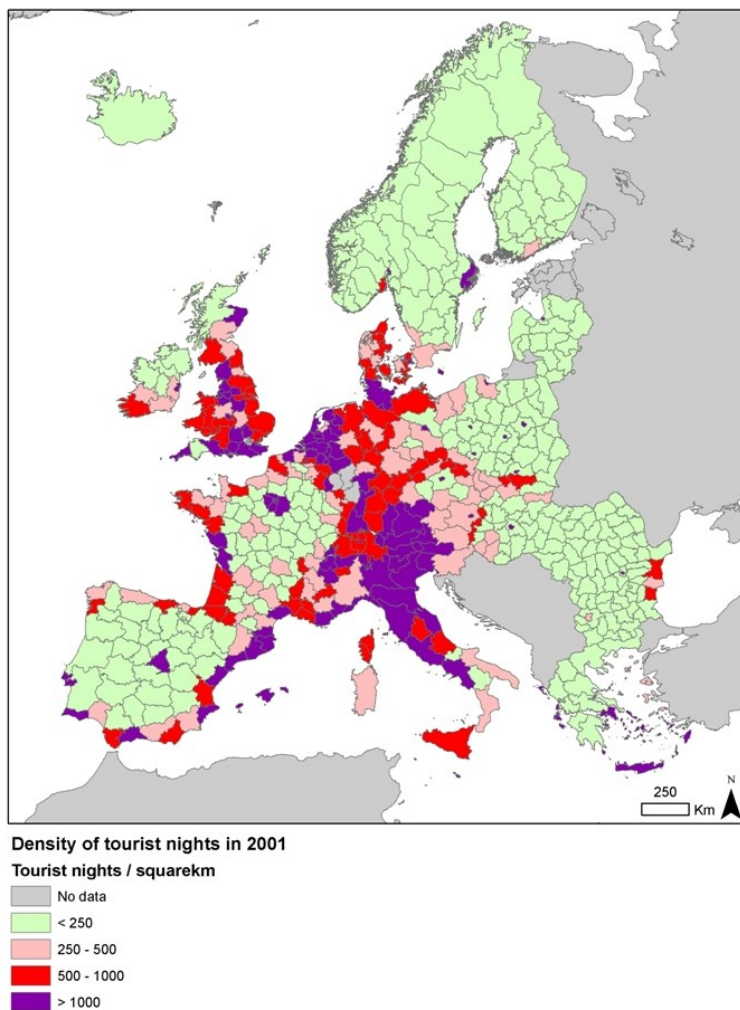 N
250
Km
Density of tourist nights in 2001
Tourist nights / squarekm
No data
< 250
250 - 500
500 - 1000
> 1000